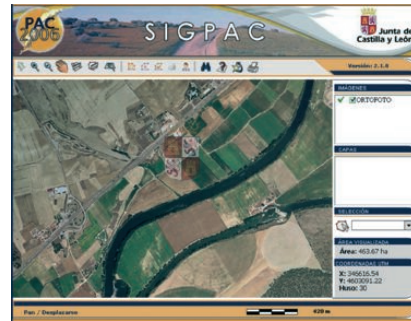 PAC
2006
SIGPAC
Junta de
Castilla y León
Versión: 2.1.0
IMÁGENES
ORTOFOTO
CAPAS
SELECCIÓN
ÁREA VISUALIZADA
Área: 463.67 ha
COORDENADAS UTM
X: 346616.54
Y: 4603091.22
Huso: 30
Pan / Desplazarse
420 m